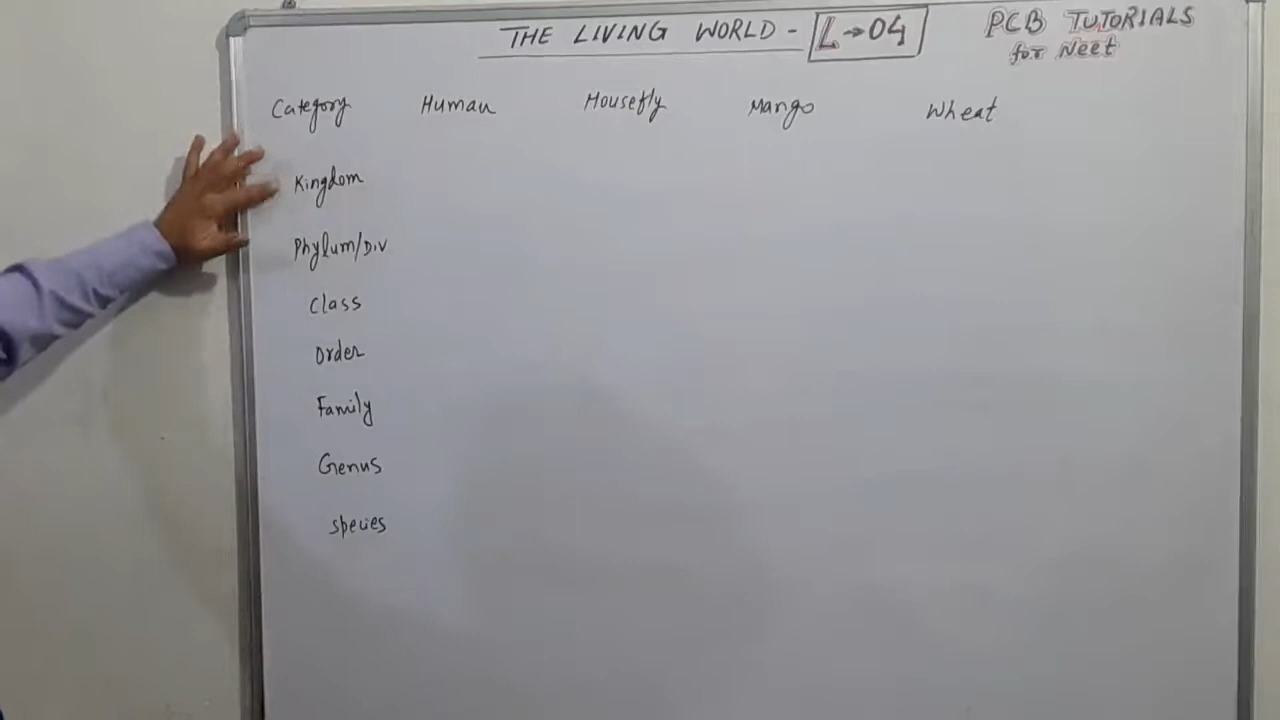 THE LIVING WORLD - L→04
PCB TUTORIALS
for Neet
Category Human Housefly Mango Wheat
Kingdom
Phylum/Div
Class
Order
Family
Genus
Species